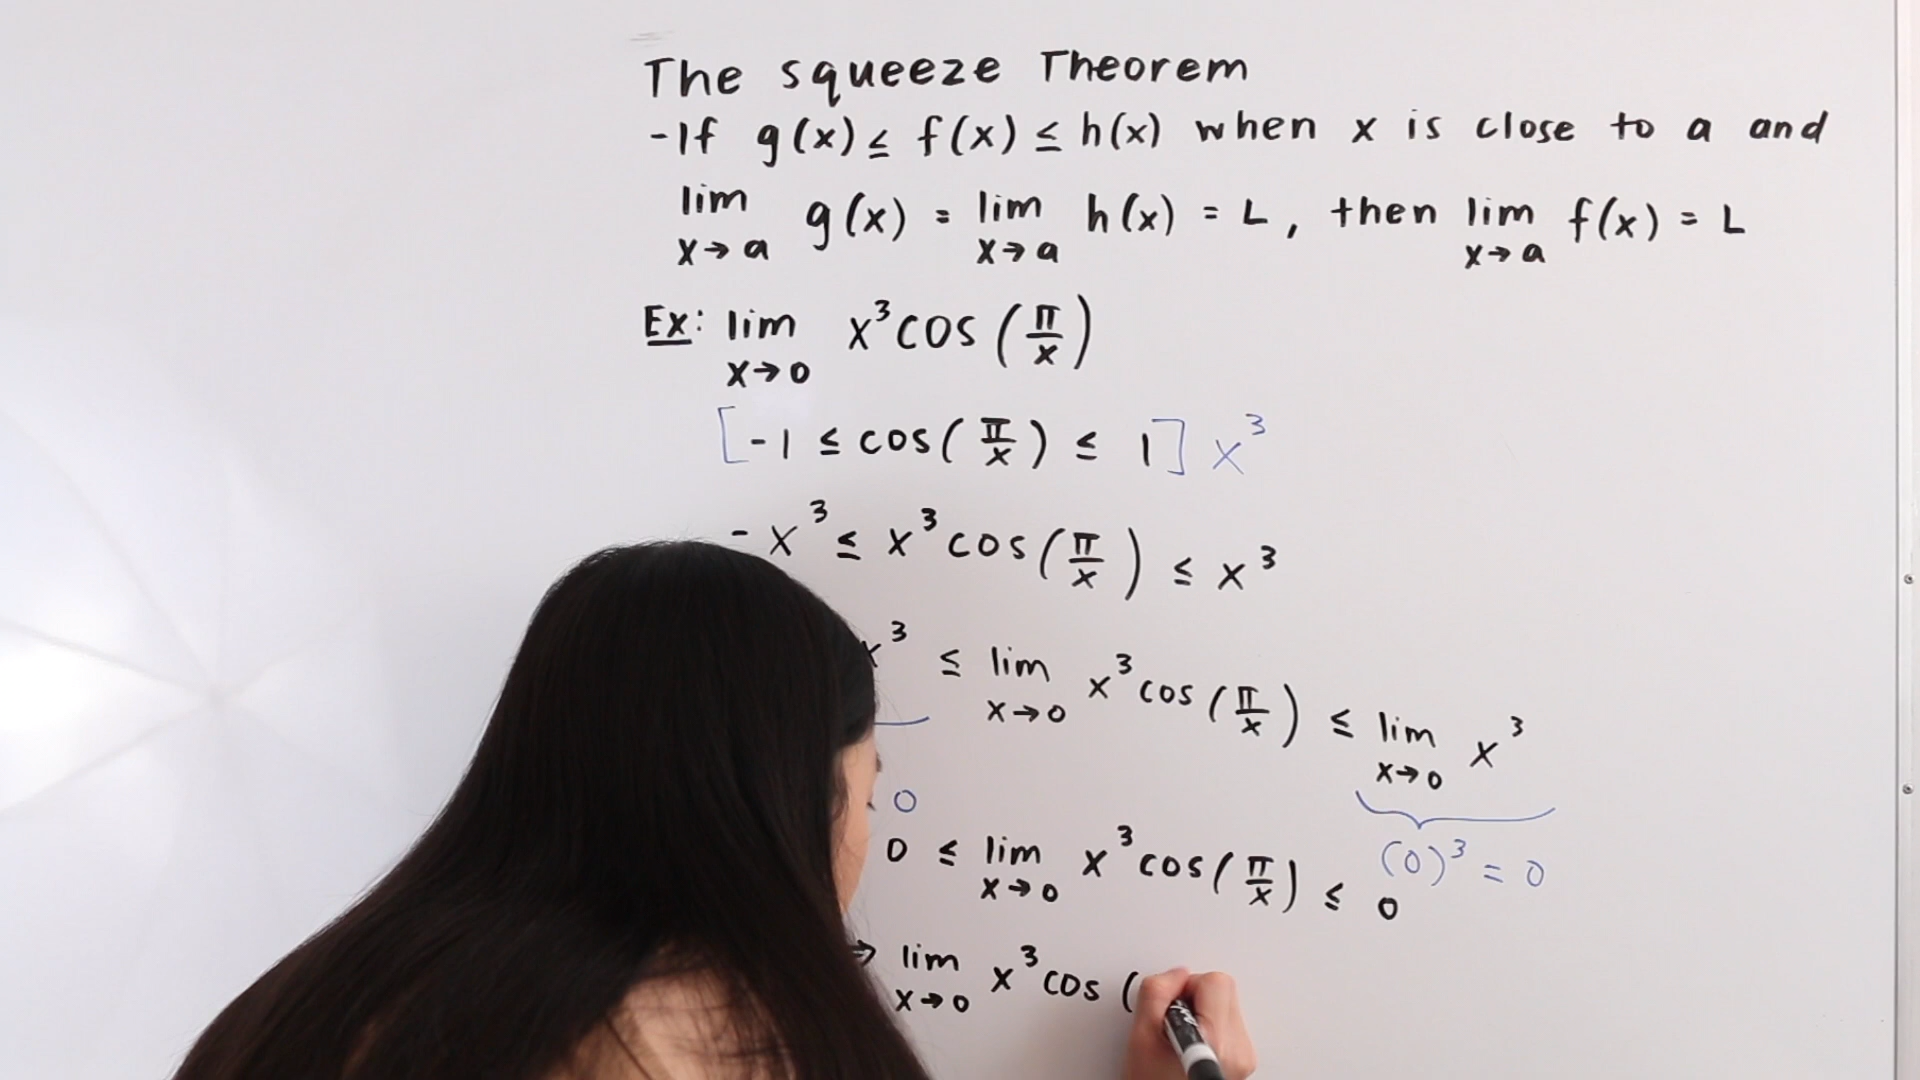 The squeeze Theorem
-If g(x) ≤ f(x) ≤ h(x) when x is close to a and
lim x→a g(x) = lim x→a h(x) = L, then lim x→a f(x) = L
Ex: lim x→0 x³cos(π/x)
[-1 ≤ cos(π/x) ≤ 1] x³
-x³ ≤ x³cos(π/x) ≤ x³
x³ ≤ lim x→0 x³cos(π/x) ≤ lim x→0 x³
0
(0)³ = 0
0 ≤ lim x→0 x³cos(π/x) ≤ 0
⇒ lim x→0 x³cos(